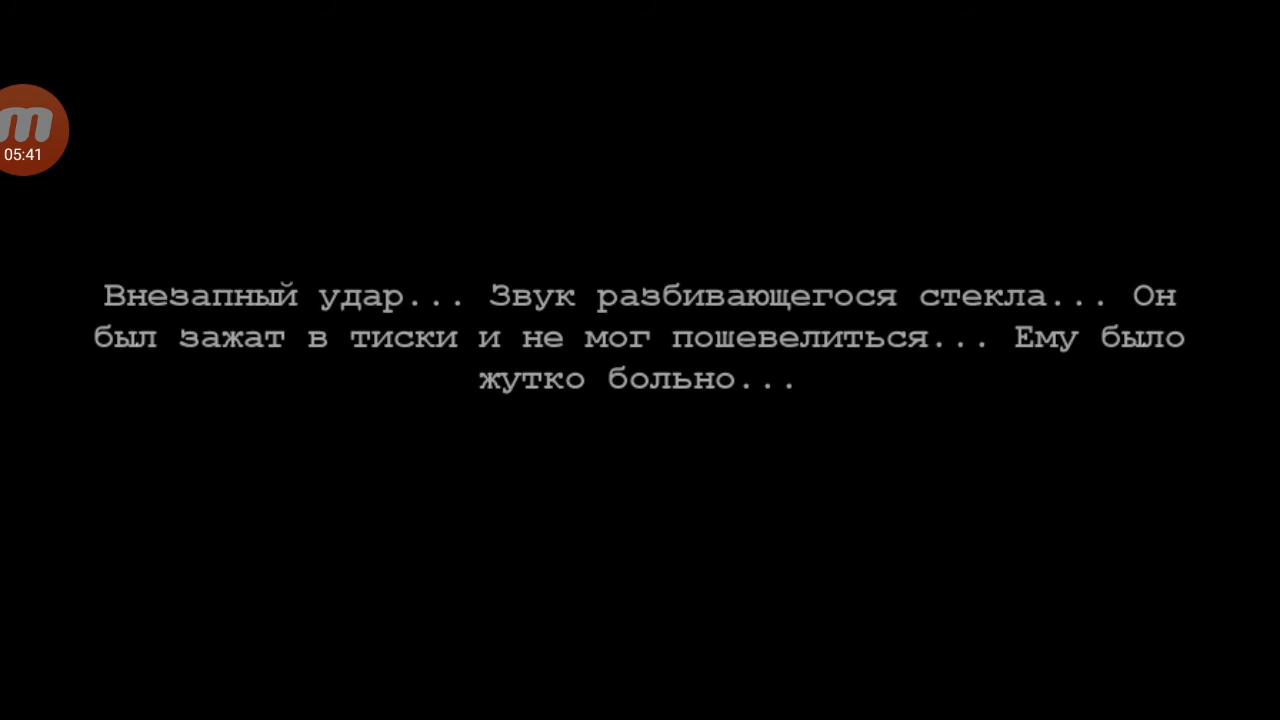 m
05:41
Внезапный удар... Звук разбивающегося стекла... Он
был зажат в тиски и не мог пошевелиться... Ему было
жутко больно...